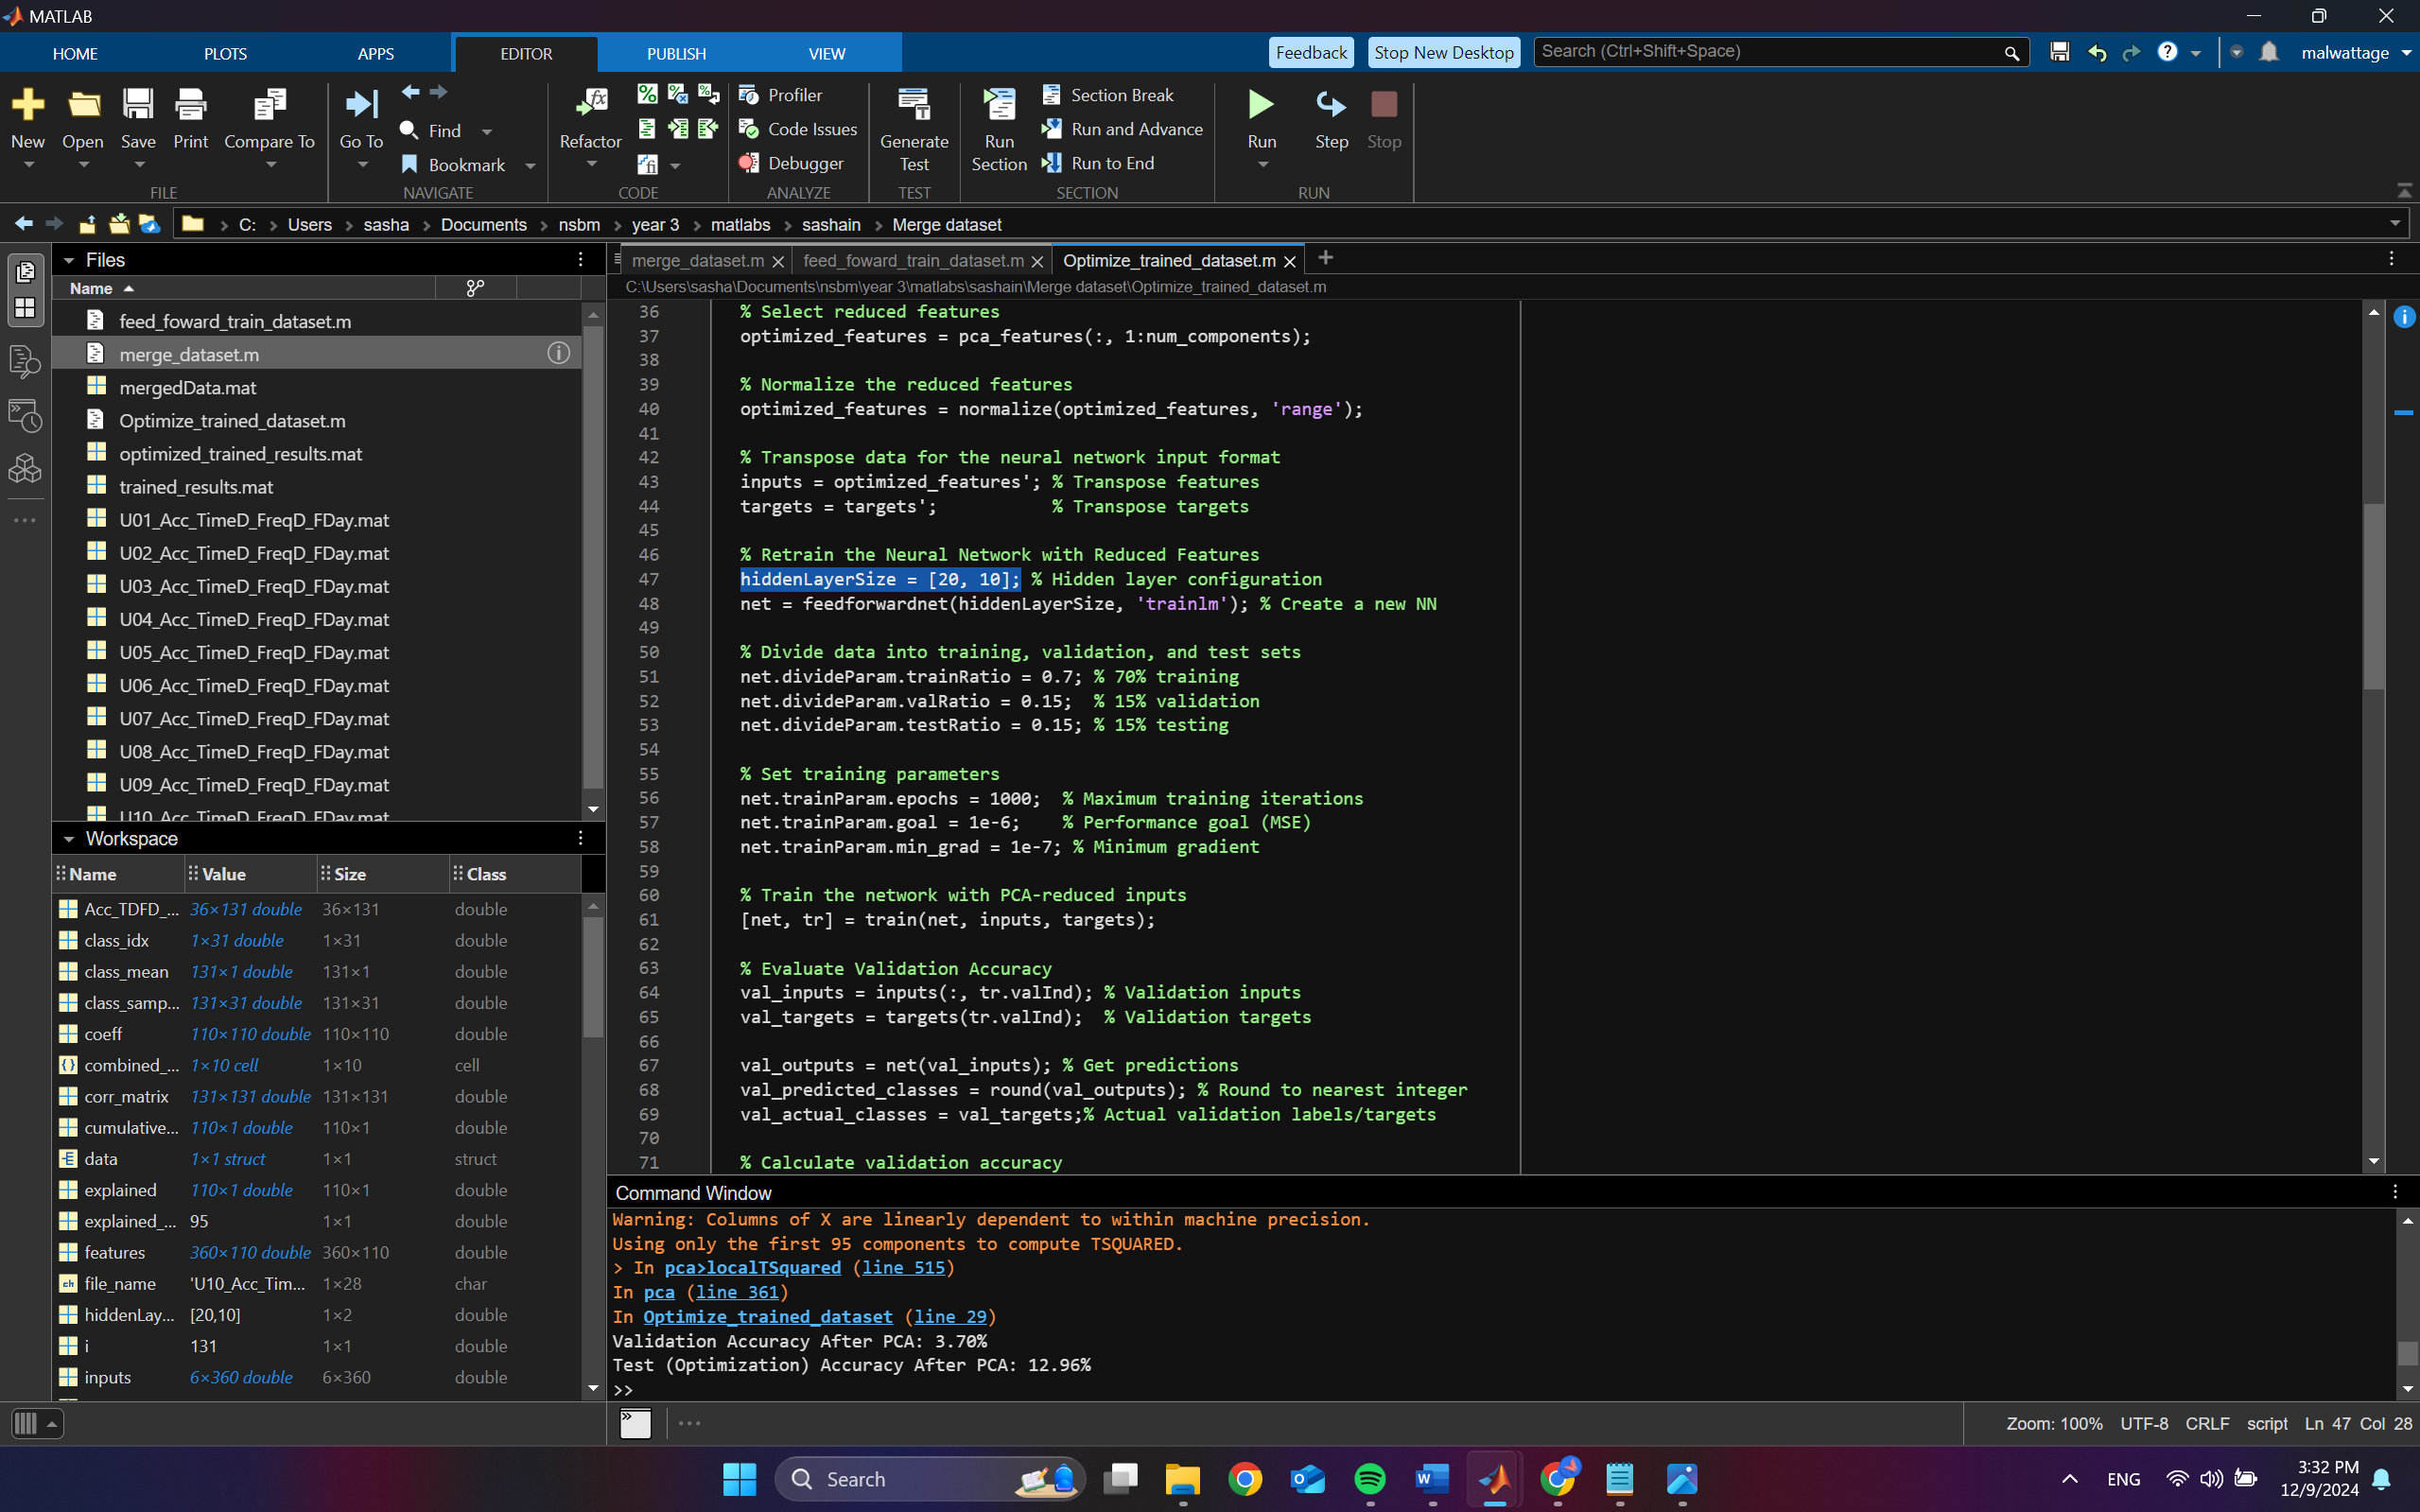 MATLAB
HOME PLOTS APPS EDITOR PUBLISH VIEW Feedback Stop New Desktop Search (Ctrl+Shift+Space) malwattage
New Open Save Print Compare To
FILE
Go To Find Bookmark
NAVIGATE
Refactor
CODE
Profiler
Code Issues
Debugger
ANALYZE
Generate Test
TEST
Run Section
Section Break
Run and Advance
Run to End
SECTION
Run Step Stop
RUN
C: Users sasha Documents nsbm year 3 matlabs sashain Merge dataset
Files
Name
feed_foward_train_dataset.m
merge_dataset.m
mergedData.mat
Optimize_trained_dataset.m
optimized_trained_results.mat
trained_results.mat
U01_Acc_TimeD_FreqD_FDay.mat
U02_Acc_TimeD_FreqD_FDay.mat
U03_Acc_TimeD_FreqD_FDay.mat
U04_Acc_TimeD_FreqD_FDay.mat
U05_Acc_TimeD_FreqD_FDay.mat
U06_Acc_TimeD_FreqD_FDay.mat
U07_Acc_TimeD_FreqD_FDay.mat
U08_Acc_TimeD_FreqD_FDay.mat
U09_Acc_TimeD_FreqD_FDay.mat
U10_Acc_TimeD_FreqD_FDay.mat
Workspace
Name Value Size Class
Acc_TDFD_... 36×131 double 36×131 double
class_idx 1×31 double 1×31 double
class_mean 131×1 double 131×1 double
class_samp... 131×31 double 131×31 double
coeff 110×110 double 110×110 double
combined_... 1×10 cell 1×10 cell
corr_matrix 131×131 double 131×131 double
cumulative... 110×1 double 110×1 double
data 1×1 struct 1×1 struct
explained 110×1 double 110×1 double
explained_... 95 1×1 double
features 360×110 double 360×110 double
file_name 'U10_Acc_Tim... 1×28 char
hiddenLay... [20,10] 1×2 double
i 131 1×1 double
inputs 6×360 double 6×360 double
merge_dataset.m feed_foward_train_dataset.m Optimize_trained_dataset.m
C:\Users\sasha\Documents\nsbm\year 3\matlabs\sashain\Merge dataset\Optimize_trained_dataset.m
36 % Select reduced features
37 optimized_features = pca_features(:, 1:num_components);
38
39 % Normalize the reduced features
40 optimized_features = normalize(optimized_features, 'range');
41
42 % Transpose data for the neural network input format
43 inputs = optimized_features'; % Transpose features
44 targets = targets'; % Transpose targets
45
46 % Retrain the Neural Network with Reduced Features
47 hiddenLayerSize = [20, 10]; % Hidden layer configuration
48 net = feedforwardnet(hiddenLayerSize, 'trainlm'); % Create a new NN
49
50 % Divide data into training, validation, and test sets
51 net.divideParam.trainRatio = 0.7; % 70% training
52 net.divideParam.valRatio = 0.15; % 15% validation
53 net.divideParam.testRatio = 0.15; % 15% testing
54
55 % Set training parameters
56 net.trainParam.epochs = 1000; % Maximum training iterations
57 net.trainParam.goal = 1e-6; % Performance goal (MSE)
58 net.trainParam.min_grad = 1e-7; % Minimum gradient
59
60 % Train the network with PCA-reduced inputs
61 [net, tr] = train(net, inputs, targets);
62
63 % Evaluate Validation Accuracy
64 val_inputs = inputs(:, tr.valInd); % Validation inputs
65 val_targets = targets(tr.valInd); % Validation targets
66
67 val_outputs = net(val_inputs); % Get predictions
68 val_predicted_classes = round(val_outputs); % Round to nearest integer
69 val_actual_classes = val_targets;% Actual validation labels/targets
70
71 % Calculate validation accuracy
Command Window
Warning: Columns of X are linearly dependent to within machine precision.
Using only the first 95 components to compute TSQUARED.
> In pca>localTSquared (line 515)
In pca (line 361)
In Optimize_trained_dataset (line 29)
Validation Accuracy After PCA: 3.70%
Test (Optimization) Accuracy After PCA: 12.96%
>>
Zoom: 100% UTF-8 CRLF script Ln 47 Col 28
Search
ENG
3:32 PM
12/9/2024